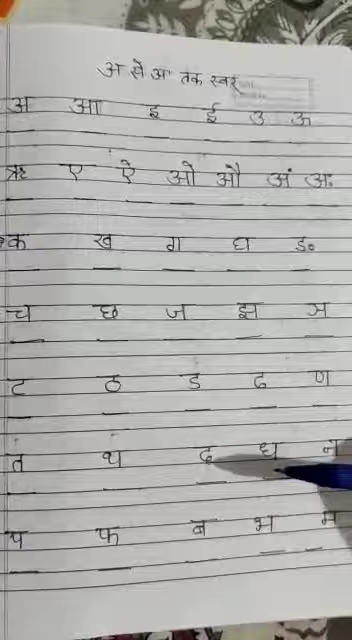 अ से अः तक स्वर
अ आ इ ई उ ऊ
ऋ ए ऐ ओ औ अं अः
क ख ग घ ङ
च छ ज झ ञ
ट ठ ड ढ ण
त थ द ध न
प फ ब भ म